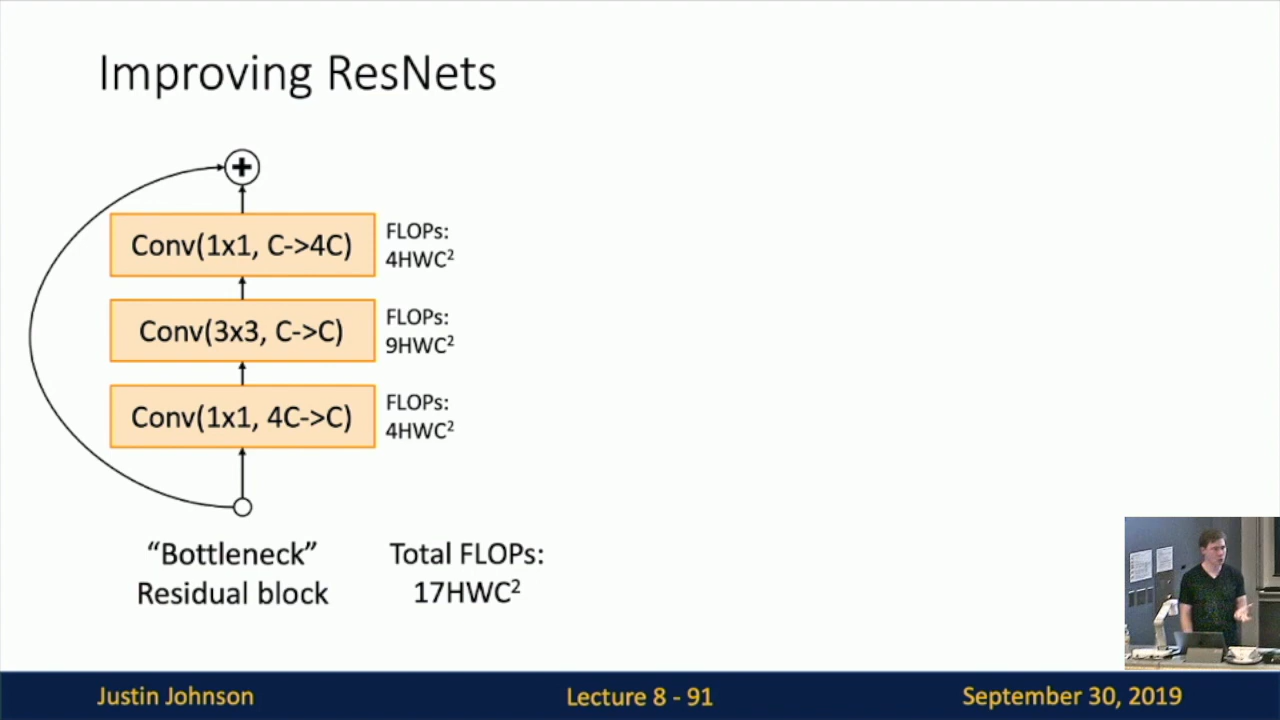 Improving ResNets
Conv(1x1, C->4C)
FLOPs:
4HWC²
Conv(3x3, C->C)
FLOPs:
9HWC²
Conv(1x1, 4C->C)
FLOPs:
4HWC²
“Bottleneck”
Residual block
Total FLOPs:
17HWC²
Justin Johnson
Lecture 8 - 91
September 30, 2019